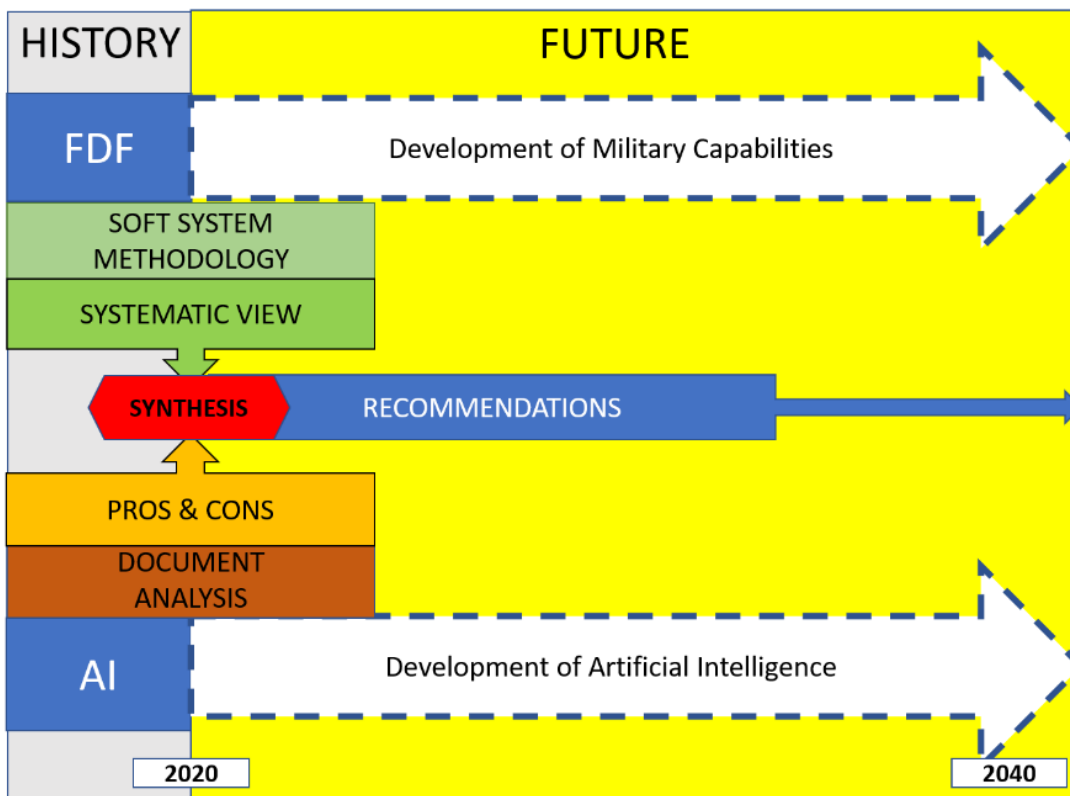 HISTORY
FUTURE
FDF
Development of Military Capabilities
SOFT SYSTEM
METHODOLOGY
SYSTEMATIC VIEW
SYNTHESIS
RECOMMENDATIONS
PROS & CONS
DOCUMENT
ANALYSIS
AI
Development of Artificial Intelligence
2020
2040